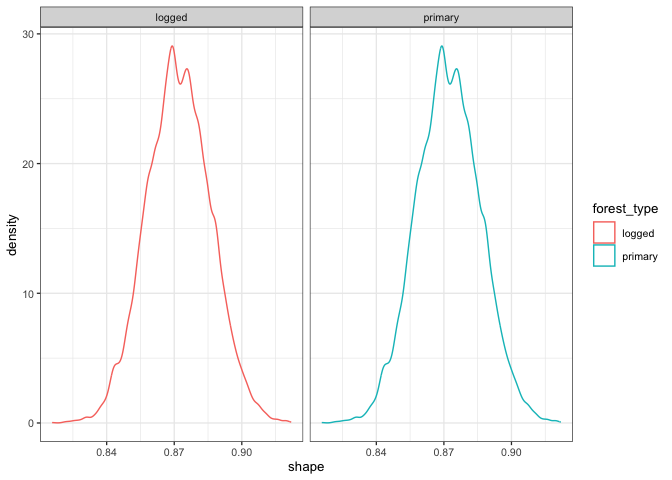 logged
primary
30
20
10
0
density
0.84
0.87
0.90
0.84
0.87
0.90
shape
forest_type
logged
primary